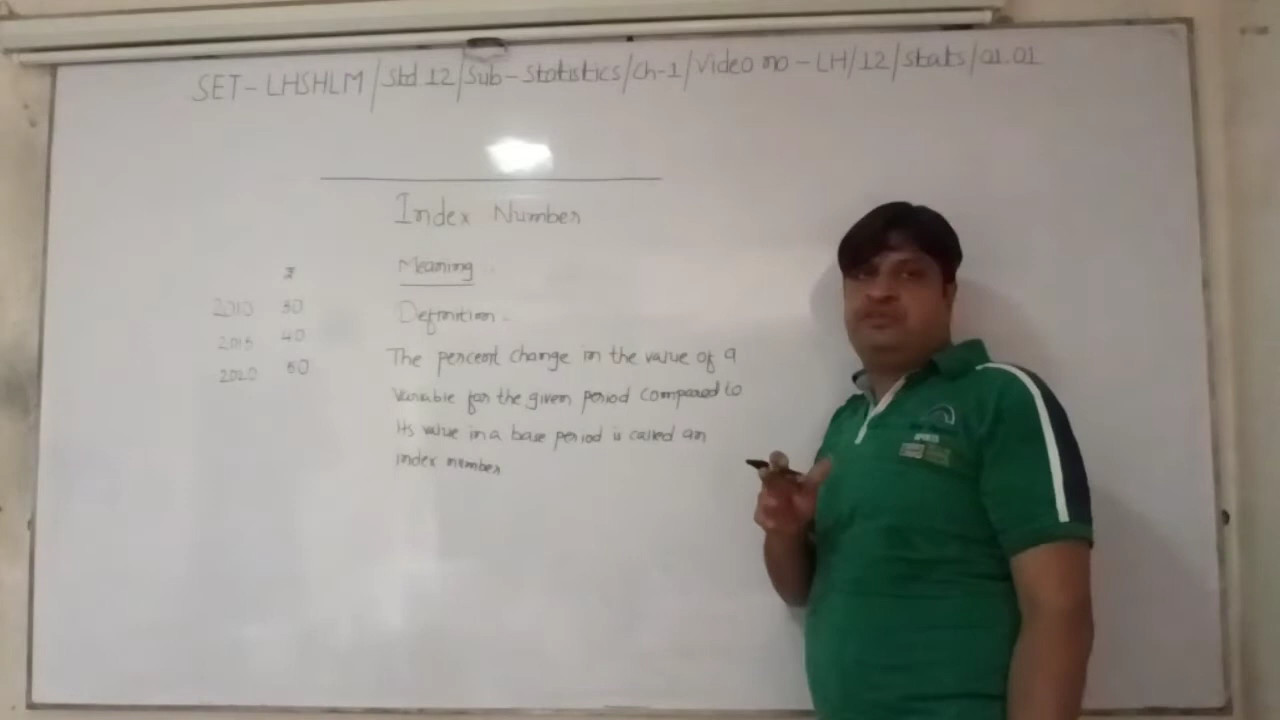 SET - LHSHLM / Std 12 / Sub - Statistics / Ch-1 / Video no - LH/12/Stats/01.01
Index Number
Meaning.
Definition.
The percent change in the value of a
variable for the given period compared to
its value in a base period is called an
index number
2010 30
2015 40
2020 50